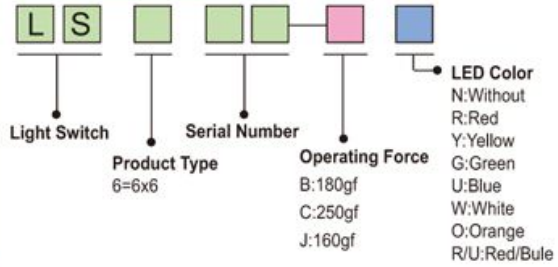 L S
LED Color
N:Without
R:Red
Y:Yellow
G:Green
U:Blue
W:White
O:Orange
R/U:Red/Bule
Light Switch
Serial Number
Product Type
6=6x6
Operating Force
B:180gf
C:250gf
J:160gf